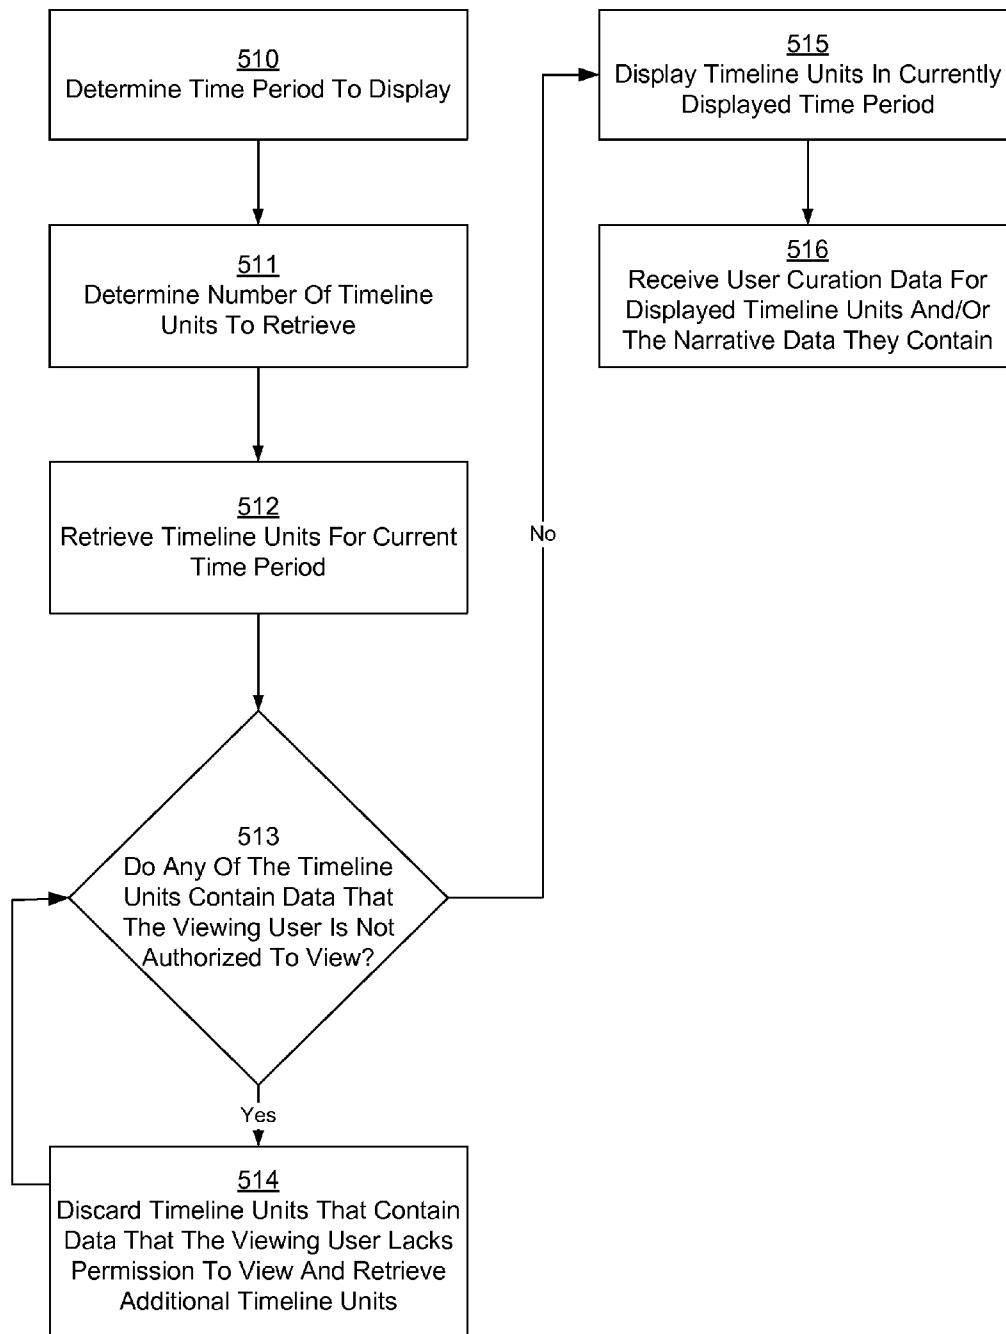 510
Determine Time Period To Display
511
Determine Number Of Timeline
Units To Retrieve
512
Retrieve Timeline Units For Current
Time Period
513
Do Any Of The Timeline
Units Contain Data That
The Viewing User Is Not
Authorized To View?
Yes
514
Discard Timeline Units That Contain
Data That The Viewing User Lacks
Permission To View And Retrieve
Additional Timeline Units
No
515
Display Timeline Units In Currently
Displayed Time Period
516
Receive User Curation Data For
Displayed Timeline Units And/Or
The Narrative Data They Contain